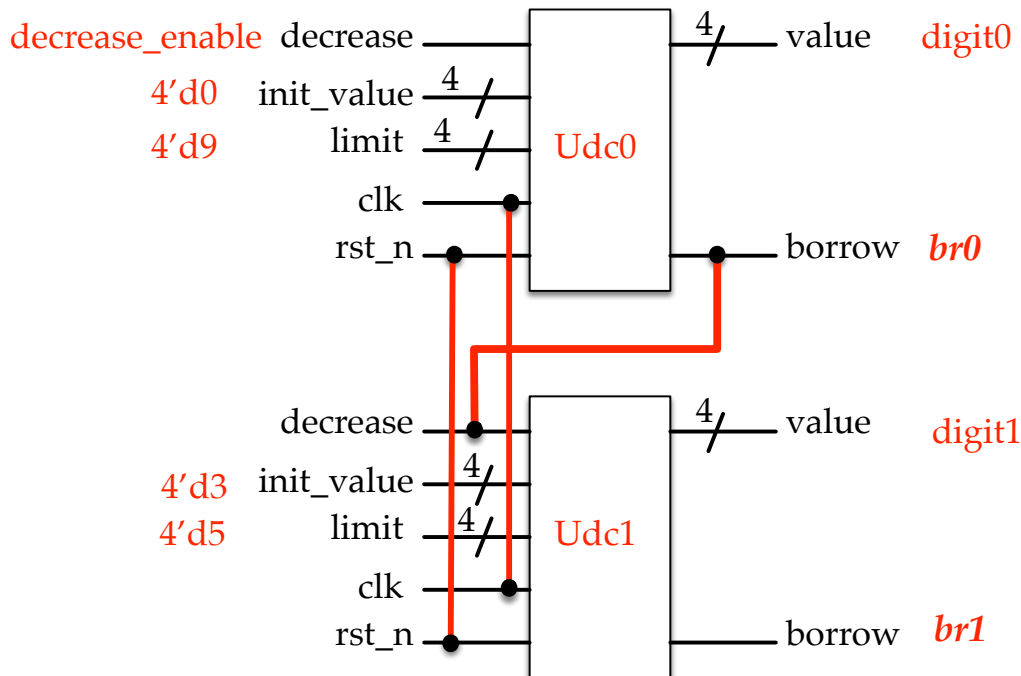 decrease_enable decrease 4 value digit0
4'd0 init_value 4
4'd9 limit 4 Udc0
clk
rst_n borrow br0
decrease 4 value digit1
4'd3 init_value 4
4'd5 limit 4 Udc1
clk
rst_n borrow br1